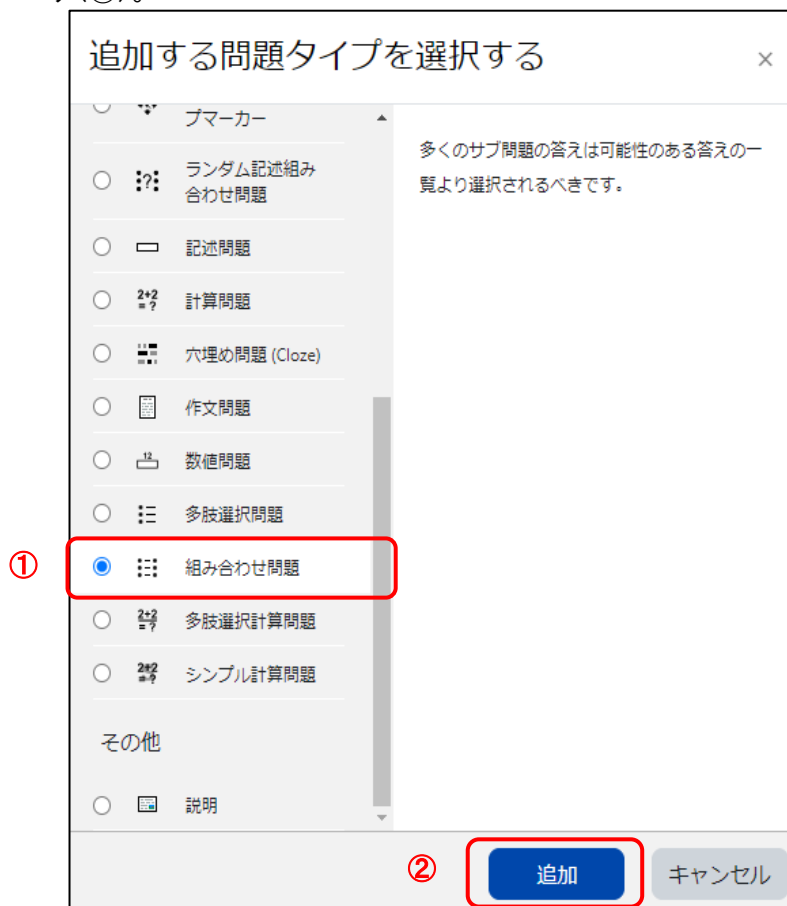 追加する問題タイプを選択する ×
プマーカー
多くのサブ問題の答えは可能性のある答えの一
覧より選択されるべきです。
ランダム記述組み
合わせ問題
記述問題
2+2
= ?
計算問題
穴埋め問題 (Cloze)
作文問題
12
数値問題
多肢選択問題
①
組み合わせ問題
2+2
= ?
多肢選択計算問題
2+2
= ?
シンプル計算問題
その他
説明
② 追加 キャンセル